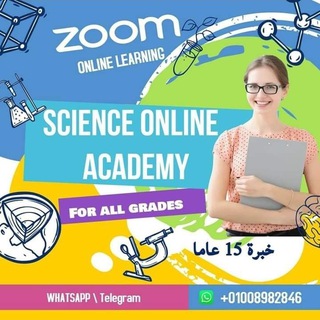 zoom
ONLINE LEARNING
SCIENCE ONLINE
ACADEMY
FOR ALL GRADES
خبرة 15 عاما
WHATSAPP \ Telegram
+01008982846